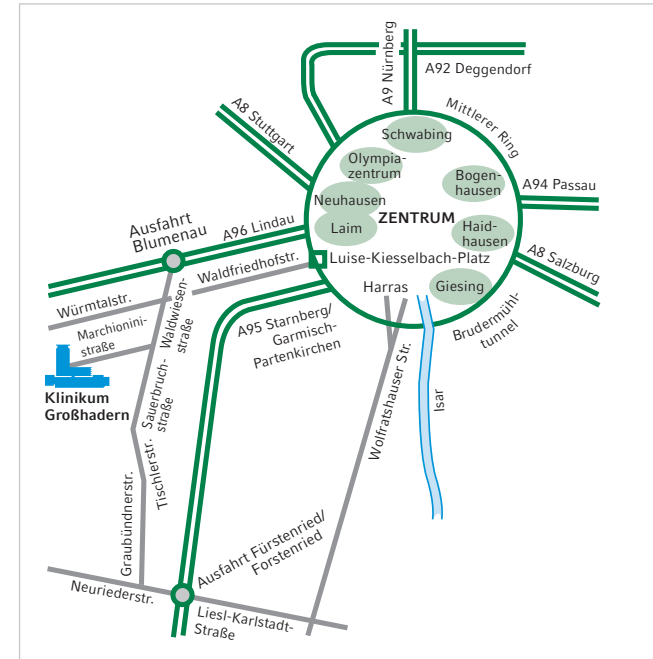 A9 Nürnberg
A92 Deggendorf
A8 Stuttgart
Mittlerer Ring
Schwabing
Olympia-
zentrum
Bogen-
hausen
A94 Passau
Neuhausen
ZENTRUM
Laim
Haid-
hausen
Ausfahrt
Blumenau
A96 Lindau
A8 Salzburg
Luise-Kiesselbach-Platz
Waldfriedhofstr.
Harras
Giesing
Würmtalstr.
Marchionini-
straße
Waldwiesen-
straße
A95 Starnberg/
Garmisch-
Partenkirchen
Brudermühl-
tunnel
Klinikum
Großhadern
Sauerbruch-
straße
Wolfratshauser Str.
Isar
Tischlerstr.
Graubündnerstr.
Ausfahrt Fürstenried/
Forstenried
Neuriederstr.
Liesl-Karlstadt-
Straße